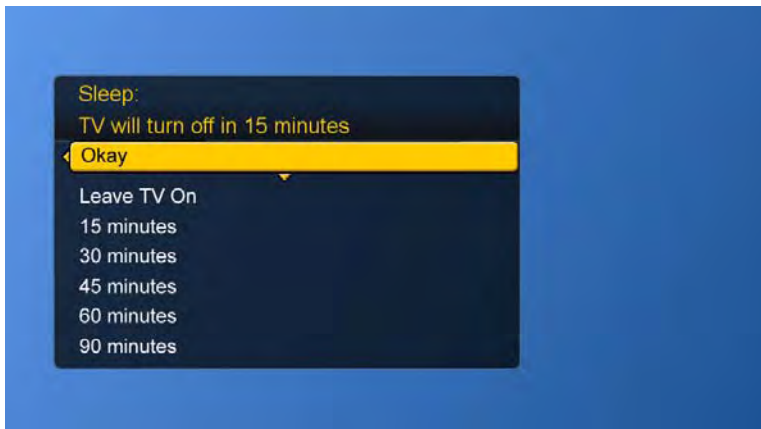 Sleep:
TV will turn off in 15 minutes
Okay
Leave TV On
15 minutes
30 minutes
45 minutes
60 minutes
90 minutes